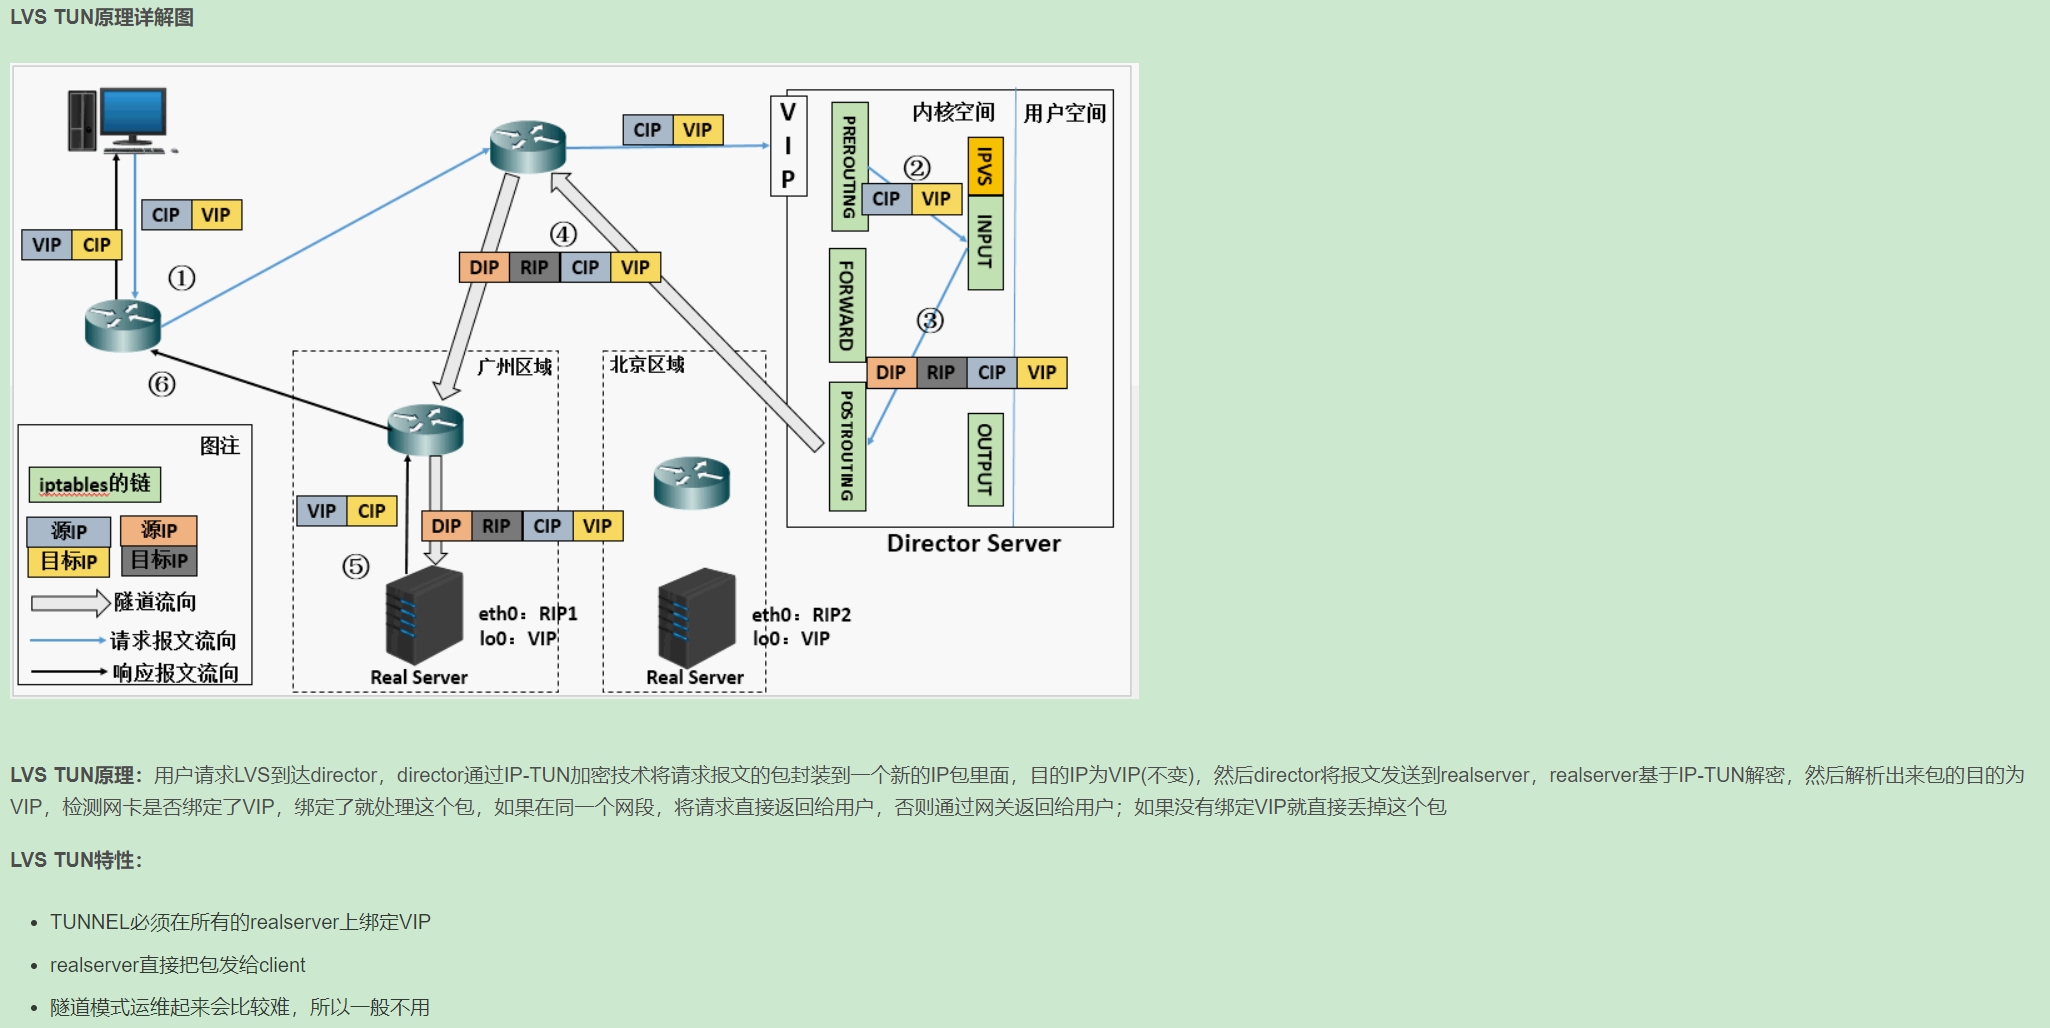 LVS TUN原理详解图
CIP VIP
V
I
P
PREROUTING
内核空间
用户空间
IPVS
②
CIP VIP
INPUT
CIP VIP
VIP CIP
①
④
DIP RIP CIP VIP
FORWARD
③
DIP RIP CIP VIP
POSTROUTING
OUTPUT
Director Server
⑥
广州区域
北京区域
图注
iptables的链
源IP 源IP
目标IP 目标IP
隧道流向
请求报文流向
响应报文流向
VIP CIP
DIP RIP CIP VIP
⑤
eth0：RIP1
lo0：VIP
Real Server
eth0：RIP2
lo0：VIP
Real Server
LVS TUN原理：用户请求LVS到达director，director通过IP-TUN加密技术将请求报文的包封装到一个新的IP包里面，目的IP为VIP(不变)，然后director将报文发送到realserver，realserver基于IP-TUN解密，然后解析出来包的目的为
VIP，检测网卡是否绑定了VIP，绑定了就处理这个包，如果在同一个网段，将请求直接返回给用户，否则通过网关返回给用户；如果没有绑定VIP就直接丢掉这个包
LVS TUN特性：
• TUNNEL必须在所有的realserver上绑定VIP
• realserver直接把包发给client
• 隧道模式运维起来会比较难，所以一般不用